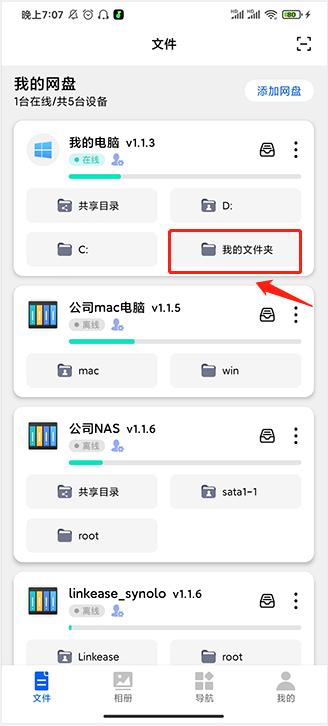 晚上7:07
HD HD 80
文件
我的网盘
1台在线/共5台设备
添加网盘
我的电脑 v1.1.3
在线
共享目录
D:
C:
我的文件夹
公司mac电脑 v1.1.5
离线
mac
win
公司NAS v1.1.6
离线
共享目录
sata1-1
root
linkease_synolo v1.1.6
离线
Linkease
root
文件
相册
导航
我的